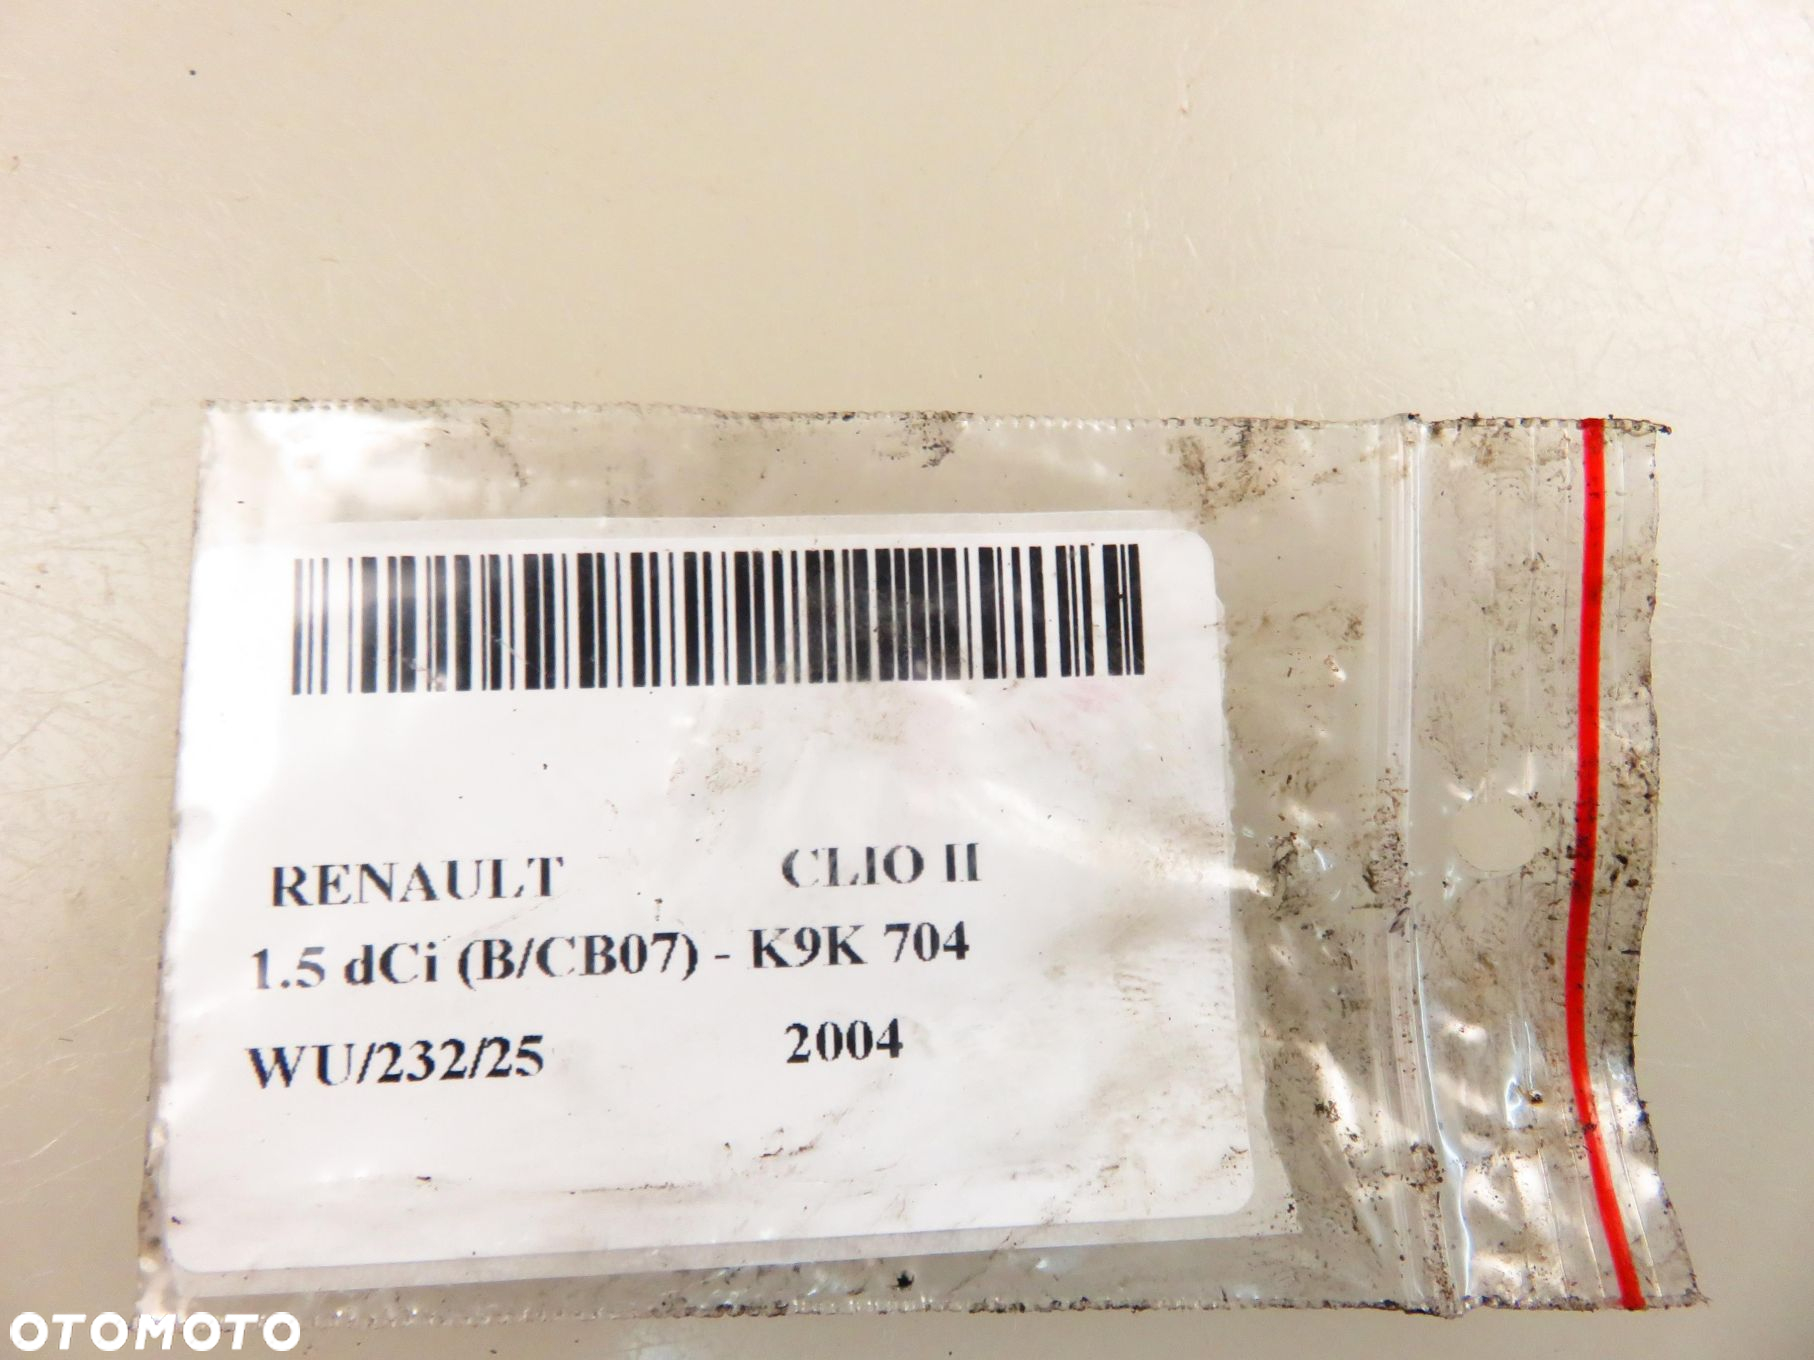 RENAULT CLIO II
1.5 dCi (B/CB07) - K9K 704
WU/232/25 2004
OTOMOTO